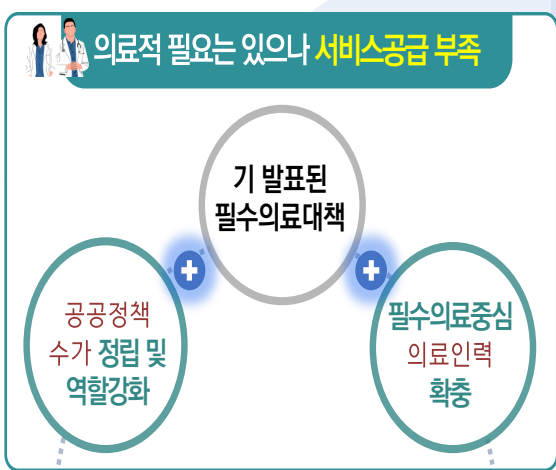 의료적 필요는 있으나 서비스공급 부족
기 발표된
필수의료대책
공공정책
수가 정립 및
역할강화
필수의료중심
의료인력
확충